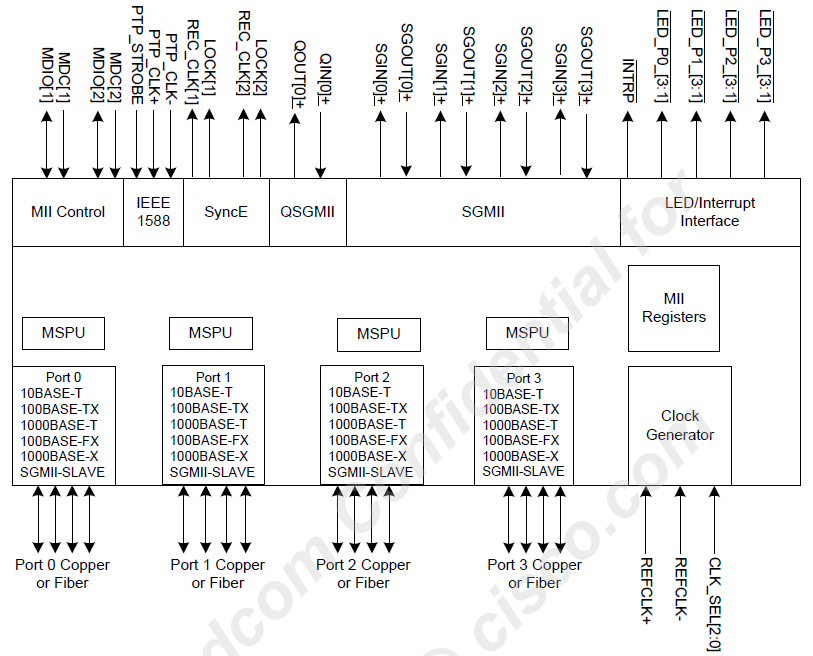 MDIO[1]
MDC[1]
MDIO[2]
MDC[2]
PTP_STROBE
PTP_CLK+
PTP_CLK-
REC_CLK[1]
LOCK[1]
REC_CLK[2]
LOCK[2]
QOUT[0]±
QIN[0]±
SGIN[0]±
SGOUT[0]±
SGIN[1]±
SGOUT[1]±
SGIN[2]±
SGOUT[2]±
SGIN[3]±
SGOUT[3]±
INTRP
LED_P0_[3:1]
LED_P1_[3:1]
LED_P2_[3:1]
LED_P3_[3:1]
MII Control
IEEE
1588
SyncE
QSGMII
SGMII
LED/Interrupt
Interface
MII
Registers
MSPU
MSPU
MSPU
MSPU
Port 0
10BASE-T
100BASE-TX
1000BASE-T
100BASE-FX
1000BASE-X
SGMII-SLAVE
Port 1
10BASE-T
100BASE-TX
1000BASE-T
100BASE-FX
1000BASE-X
SGMII-SLAVE
Port 2
10BASE-T
100BASE-TX
1000BASE-T
100BASE-FX
1000BASE-X
SGMII-SLAVE
Port 3
10BASE-T
100BASE-TX
1000BASE-T
100BASE-FX
1000BASE-X
SGMII-SLAVE
Clock
Generator
Port 0 Copper
or Fiber
Port 1 Copper
or Fiber
Port 2 Copper
or Fiber
Port 3 Copper
or Fiber
REFCLK+
REFCLK-
CLK_SEL[2:0]
dcom Confidential for
@ cisco.com